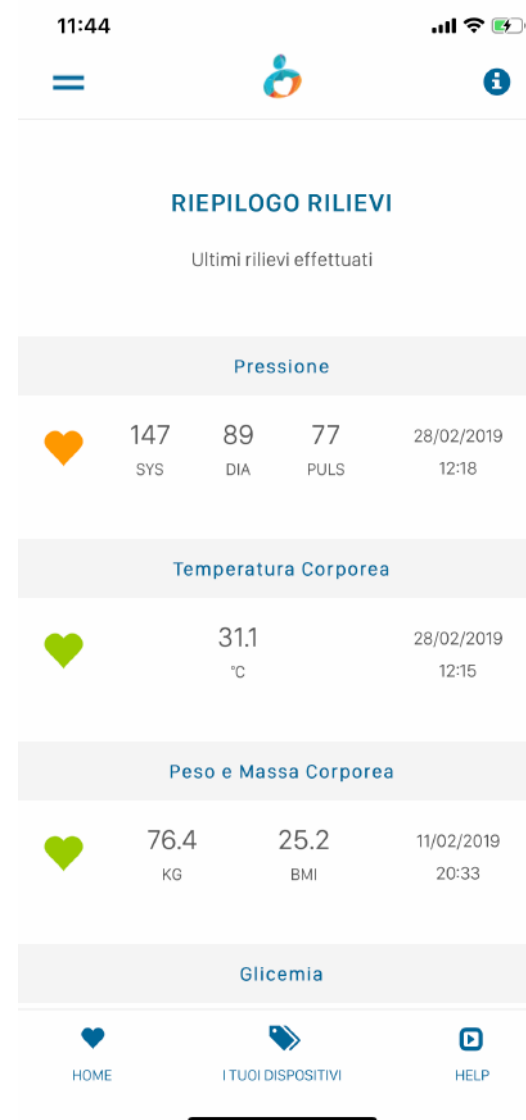 11:44
RIEPILOGO RILIEVI
Ultimi rilievi effettuati
Pressione
147 89 77 28/02/2019
SYS DIA PULS 12:18
Temperatura Corporea
31.1 28/02/2019
°C 12:15
Peso e Massa Corporea
76.4 25.2 11/02/2019
KG BMI 20:33
Glicemia
HOME I TUOI DISPOSITIVI HELP